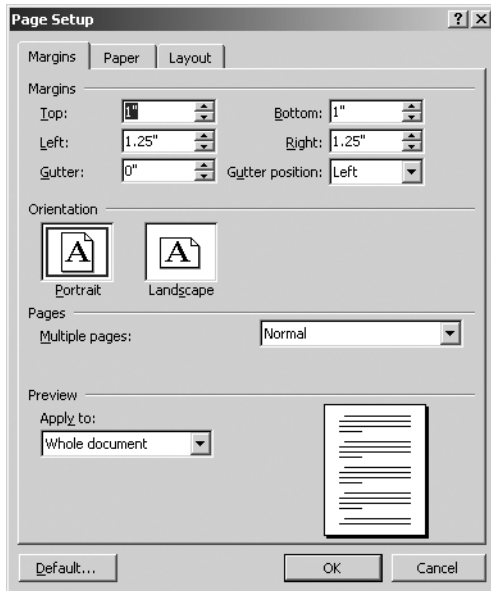 Page Setup ? X
Margins Paper Layout
Margins
Top: 1" Bottom: 1"
Left: 1.25" Right: 1.25"
Gutter: 0" Gutter position: Left
Orientation
A A
Portrait Landscape
Pages
Multiple pages: Normal
Preview
Apply to:
Whole document
Default... OK Cancel